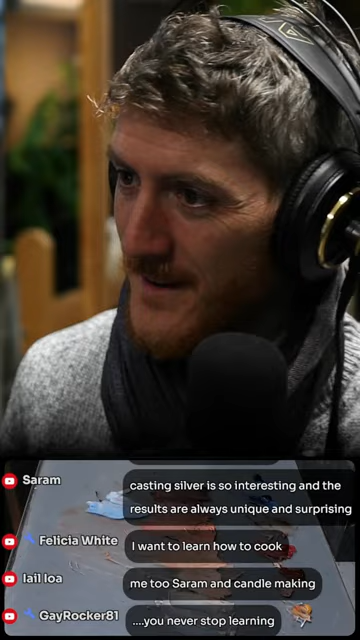 Saram
casting silver is so interesting and the
results are always unique and surprising
Felicia White
I want to learn how to cook
lail loa
me too Saram and candle making
GayRocker81
....you never stop learning